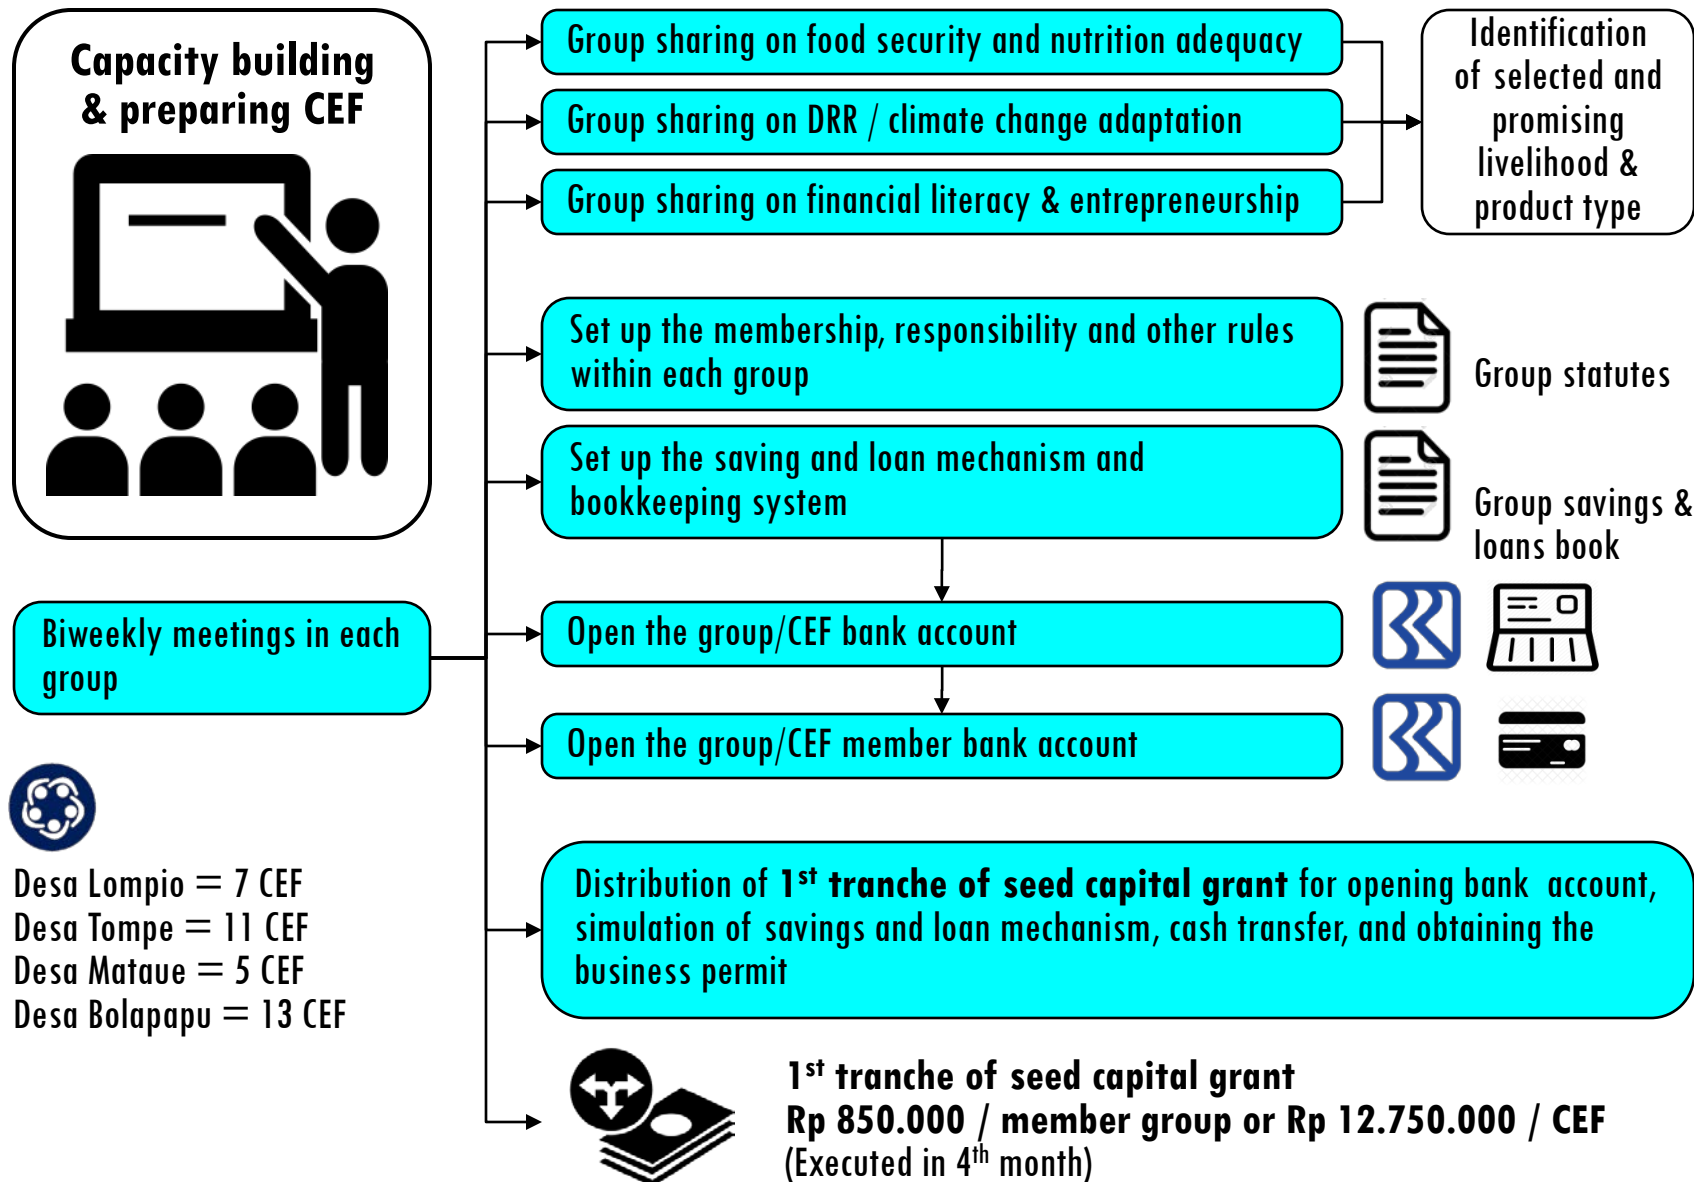 Capacity building
& preparing CEF
Group sharing on food security and nutrition adequacy
Group sharing on DRR / climate change adaptation
Group sharing on financial literacy & entrepreneurship
Identification
of selected and
promising
livelihood &
product type
Set up the membership, responsibility and other rules
within each group
Group statutes
Set up the saving and loan mechanism and
bookkeeping system
Group savings &
loans book
Biweekly meetings in each
group
Open the group/CEF bank account
Open the group/CEF member bank account
Desa Lompio = 7 CEF
Desa Tompe = 11 CEF
Desa Mataue = 5 CEF
Desa Bolapapu = 13 CEF
Distribution of 1st tranche of seed capital grant for opening bank account,
simulation of savings and loan mechanism, cash transfer, and obtaining the
business permit
1st tranche of seed capital grant
Rp 850.000 / member group or Rp 12.750.000 / CEF
(Executed in 4th month)